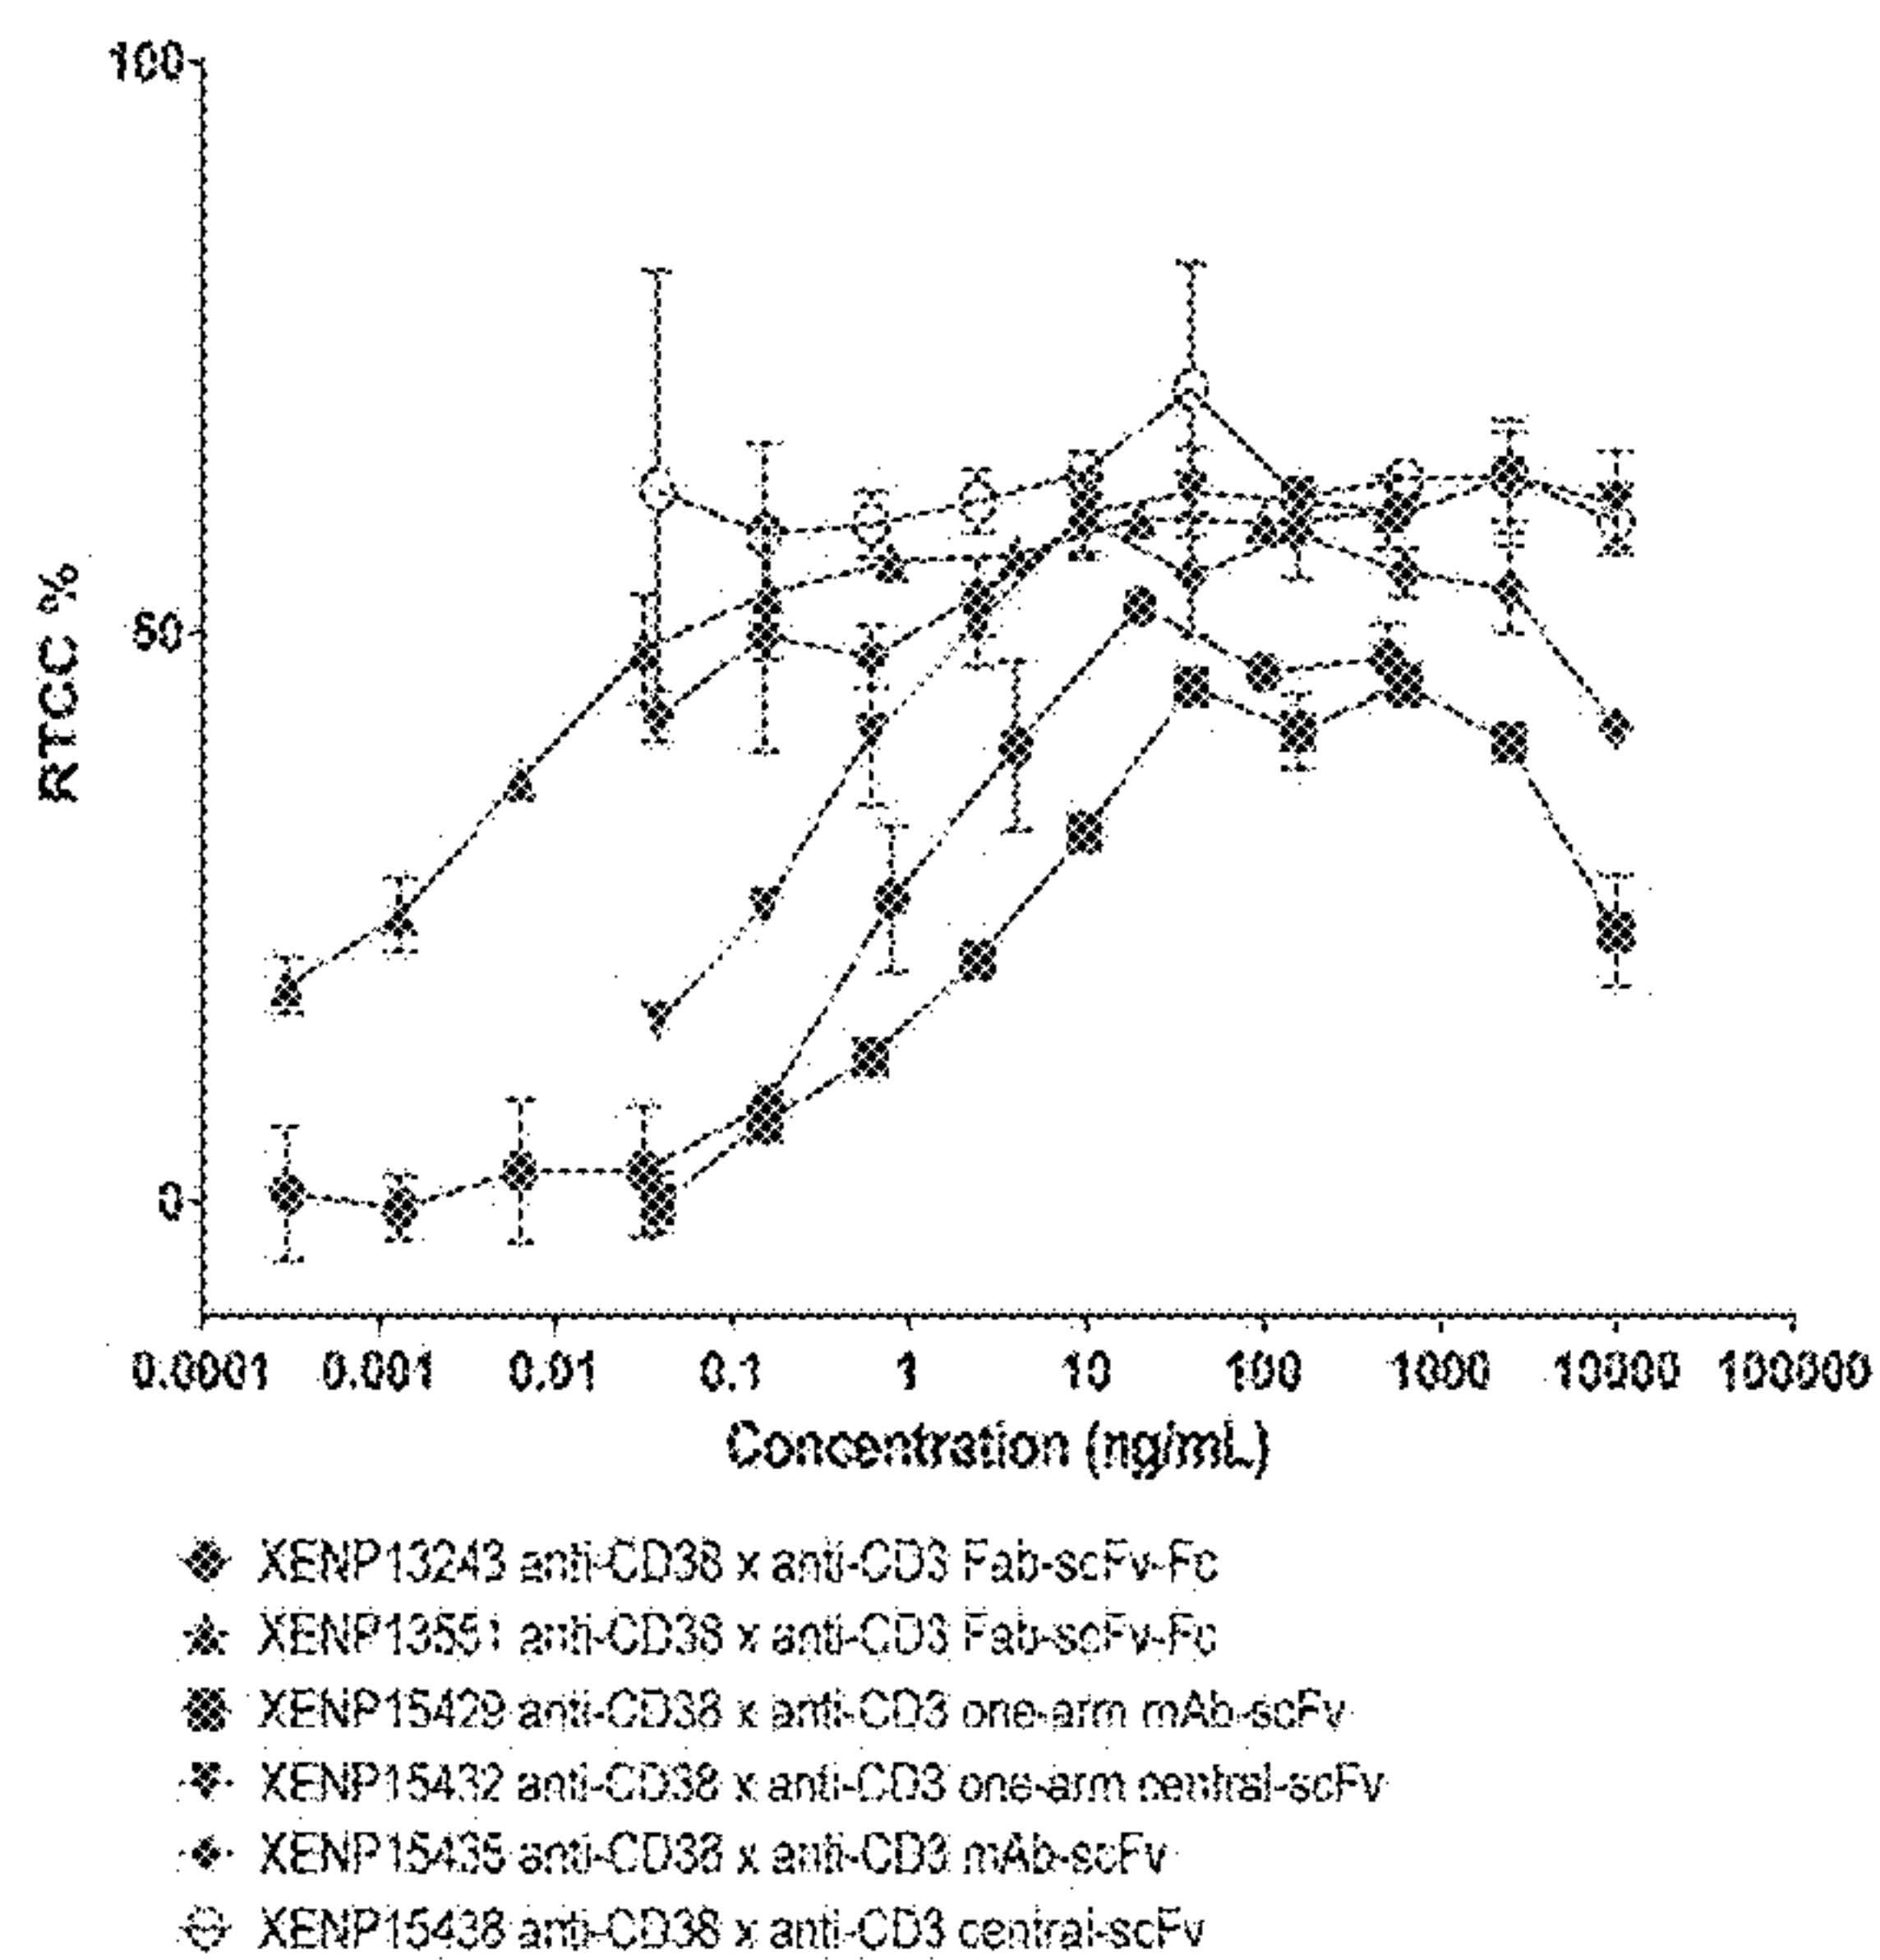 100
50
0
RTCC %
0.0001 0.001 0.01 0.1 1 10 100 1000 10000 100000
Concentration (ng/mL)
XENP13243 anti-CD38 x anti-CD3 Fab-scFv-Fc
XENP13551 anti-CD38 x anti-CD3 Fab-scFv-Fc
XENP15429 anti-CD38 x anti-CD3 one-arm mAb-scFv
XENP15432 anti-CD38 x anti-CD3 one-arm central-scFv
XENP15435 anti-CD38 x anti-CD3 mAb-scFv
XENP15438 anti-CD38 x anti-CD3 central-scFv